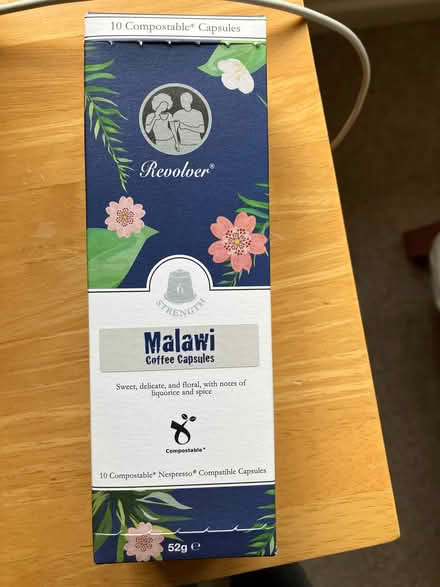 10 Compostable* Capsules
Revolver®
6
STRENGTH
Malawi
Coffee Capsules
Sweet, delicate, and floral, with notes of
liquorice and spice
Compostable*
10 Compostable* Nespresso® Compatible Capsules
52g ℮